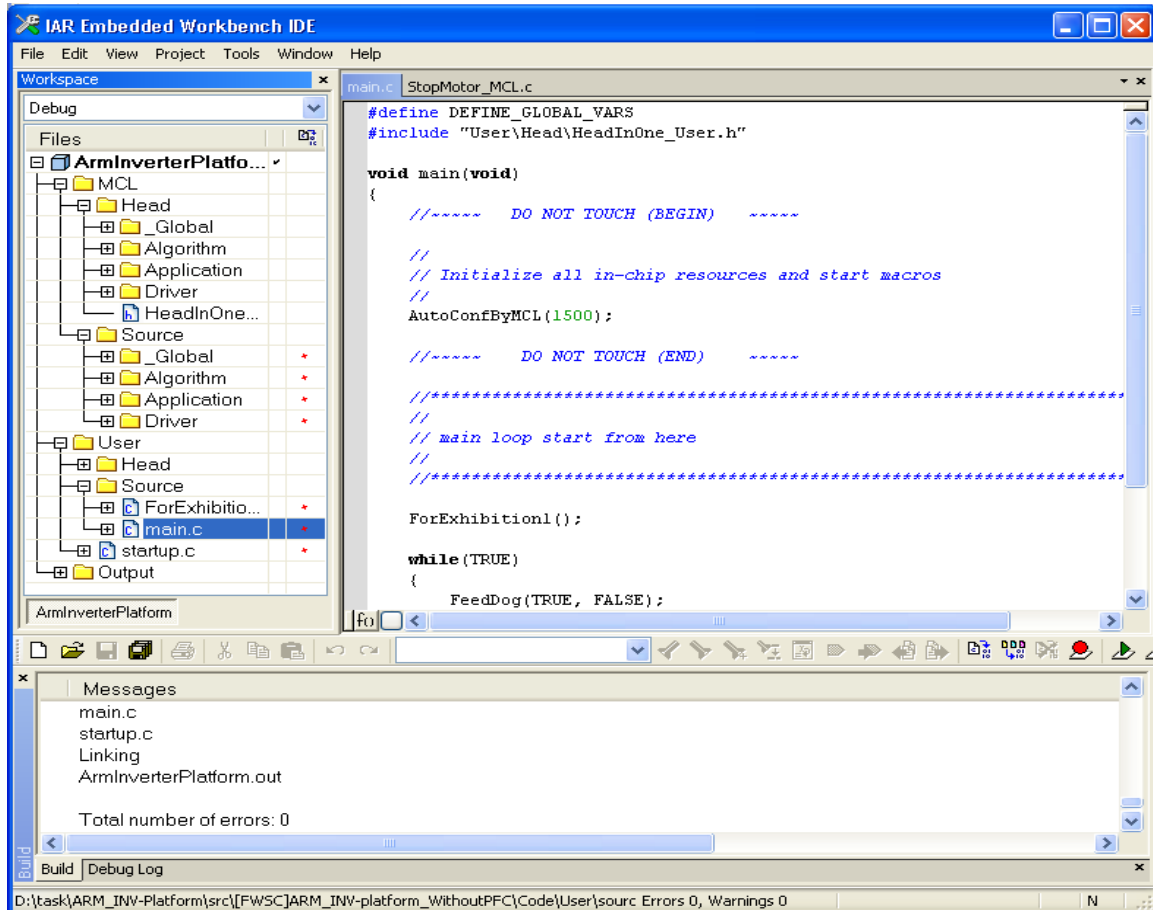 IAR Embedded Workbench IDE
File Edit View Project Tools Window Help
Workspace
Debug
Files
ArmInverterPlatfo...
MCL
Head
_Global
Algorithm
Application
Driver
HeadInOne...
Source
_Global
Algorithm
Application
Driver
User
Head
Source
ForExhibitio...
main.c
startup.c
Output
ArmInverterPlatform
main.c StopMotor_MCL.c
#define DEFINE_GLOBAL_VARS
#include "User\Head\HeadInOne_User.h"
void main(void)
{
//~~~~~ DO NOT TOUCH (BEGIN) ~~~~~
//
// Initialize all in-chip resources and start macros
//
AutoConfByMCL(1500);
//~~~~~ DO NOT TOUCH (END) ~~~~~
//**********************************************************************
//
// main loop start from here
//
//**********************************************************************
ForExhibition1();
while(TRUE)
{
FeedDog(TRUE, FALSE);
fo
Messages
main.c
startup.c
Linking
ArmInverterPlatform.out
Total number of errors: 0
Build
Build Debug Log
D:\task\ARM_INV-Platform\src\[FWSC]ARM_INV-platform_WithoutPFC\Code\User\sourc Errors 0, Warnings 0 N